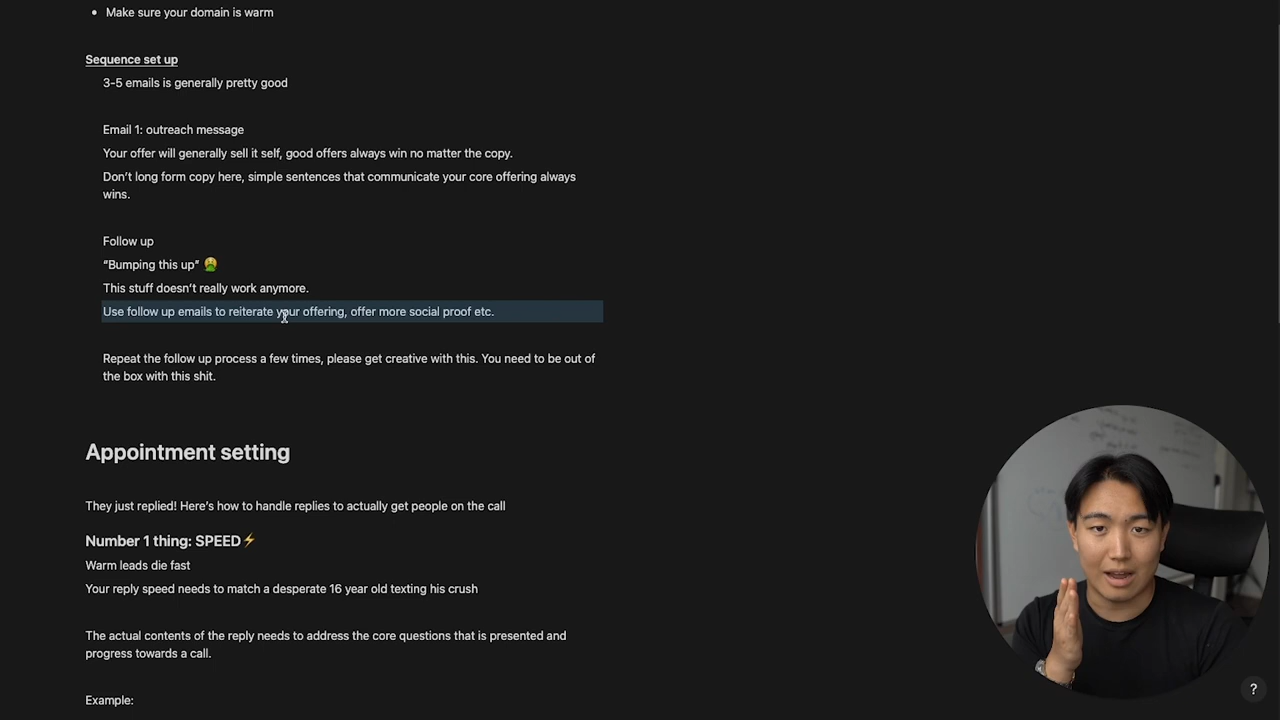 Make sure your domain is warm
Sequence set up
3-5 emails is generally pretty good
Email 1: outreach message
Your offer will generally sell it self, good offers always win no matter the copy.
Don't long form copy here, simple sentences that communicate your core offering always
wins.
Follow up
“Bumping this up” 🤮
This stuff doesn't really work anymore.
Use follow up emails to reiterate your offering, offer more social proof etc.
Repeat the follow up process a few times, please get creative with this. You need to be out of
the box with this shit.
Appointment setting
They just replied! Here's how to handle replies to actually get people on the call
Number 1 thing: SPEED⚡
Warm leads die fast
Your reply speed needs to match a desperate 16 year old texting his crush
The actual contents of the reply needs to address the core questions that is presented and
progress towards a call.
Example:
?